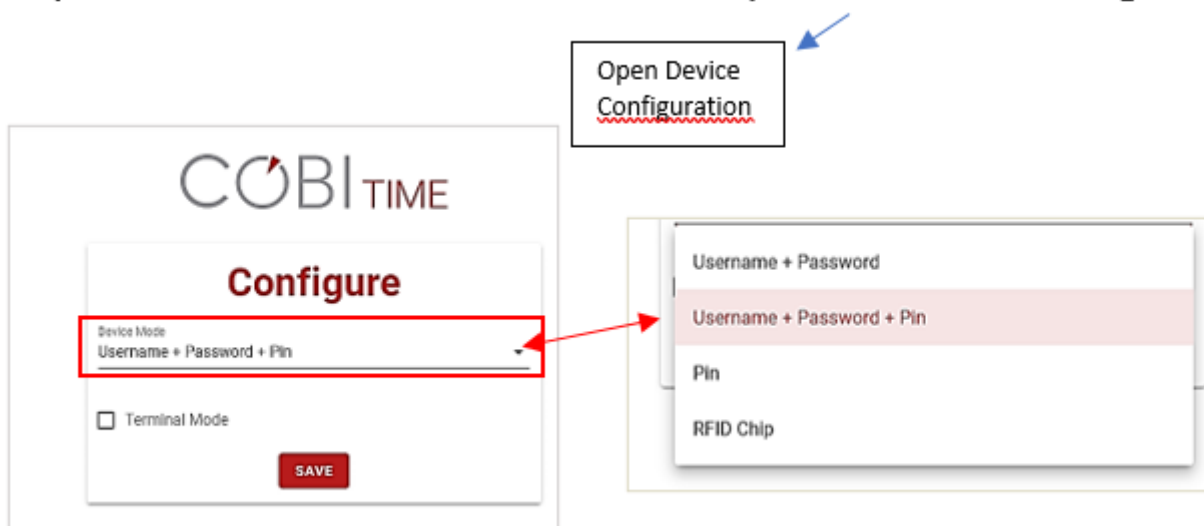 Open Device
Configuration
COBI TIME
Configure
Device Mode
Username + Password + Pin
Terminal Mode
SAVE
Username + Password
Username + Password + Pin
Pin
RFID Chip